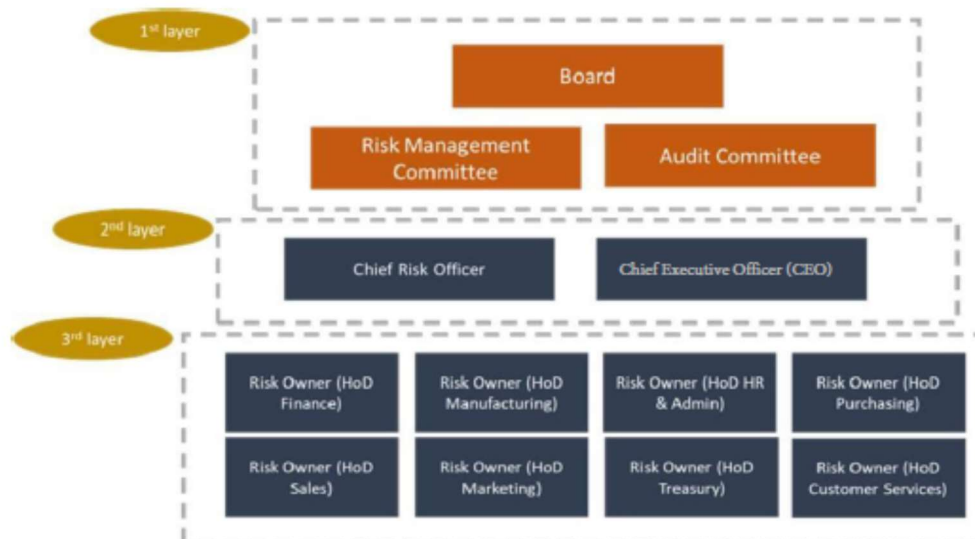 1st layer
Board
Risk Management
Committee
Audit Committee
2nd layer
Chief Risk Officer
Chief Executive Officer (CEO)
3rd layer
Risk Owner (HoD
Finance)
Risk Owner (HoD
Manufacturing)
Risk Owner (HoD HR
& Admin)
Risk Owner (HoD
Purchasing)
Risk Owner (HoD
Sales)
Risk Owner (HoD
Marketing)
Risk Owner (HoD
Treasury)
Risk Owner (HoD
Customer Services)